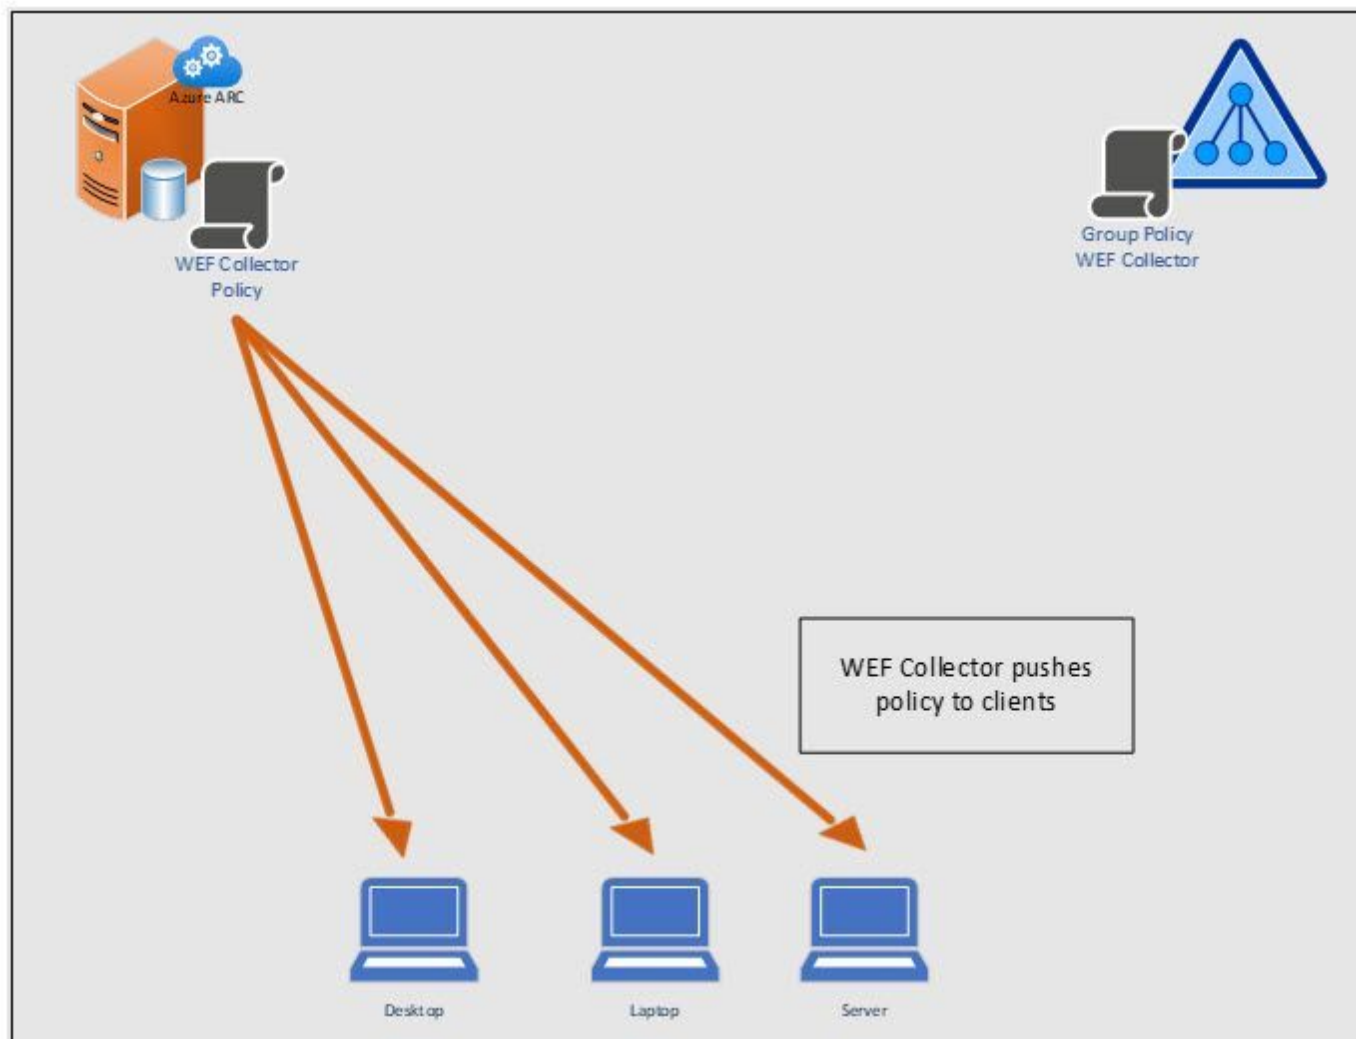 Azure ARC
WEF Collector
Policy
Group Policy
WEF Collector
WEF Collector pushes
policy to clients
Desktop
Laptop
Server